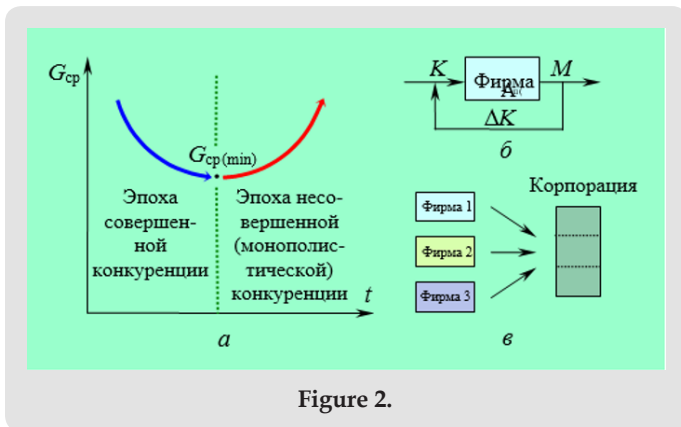 Gср
Gср (min)
Эпоха
совершен-
ной
конкуренции
Эпоха несо-
вершенной
(монополис-
тической)
конкуренции
t
а
K
Фирма
M
ΔK
б
Корпорация
Фирма 1
Фирма 2
Фирма 3
в
Figure 2.